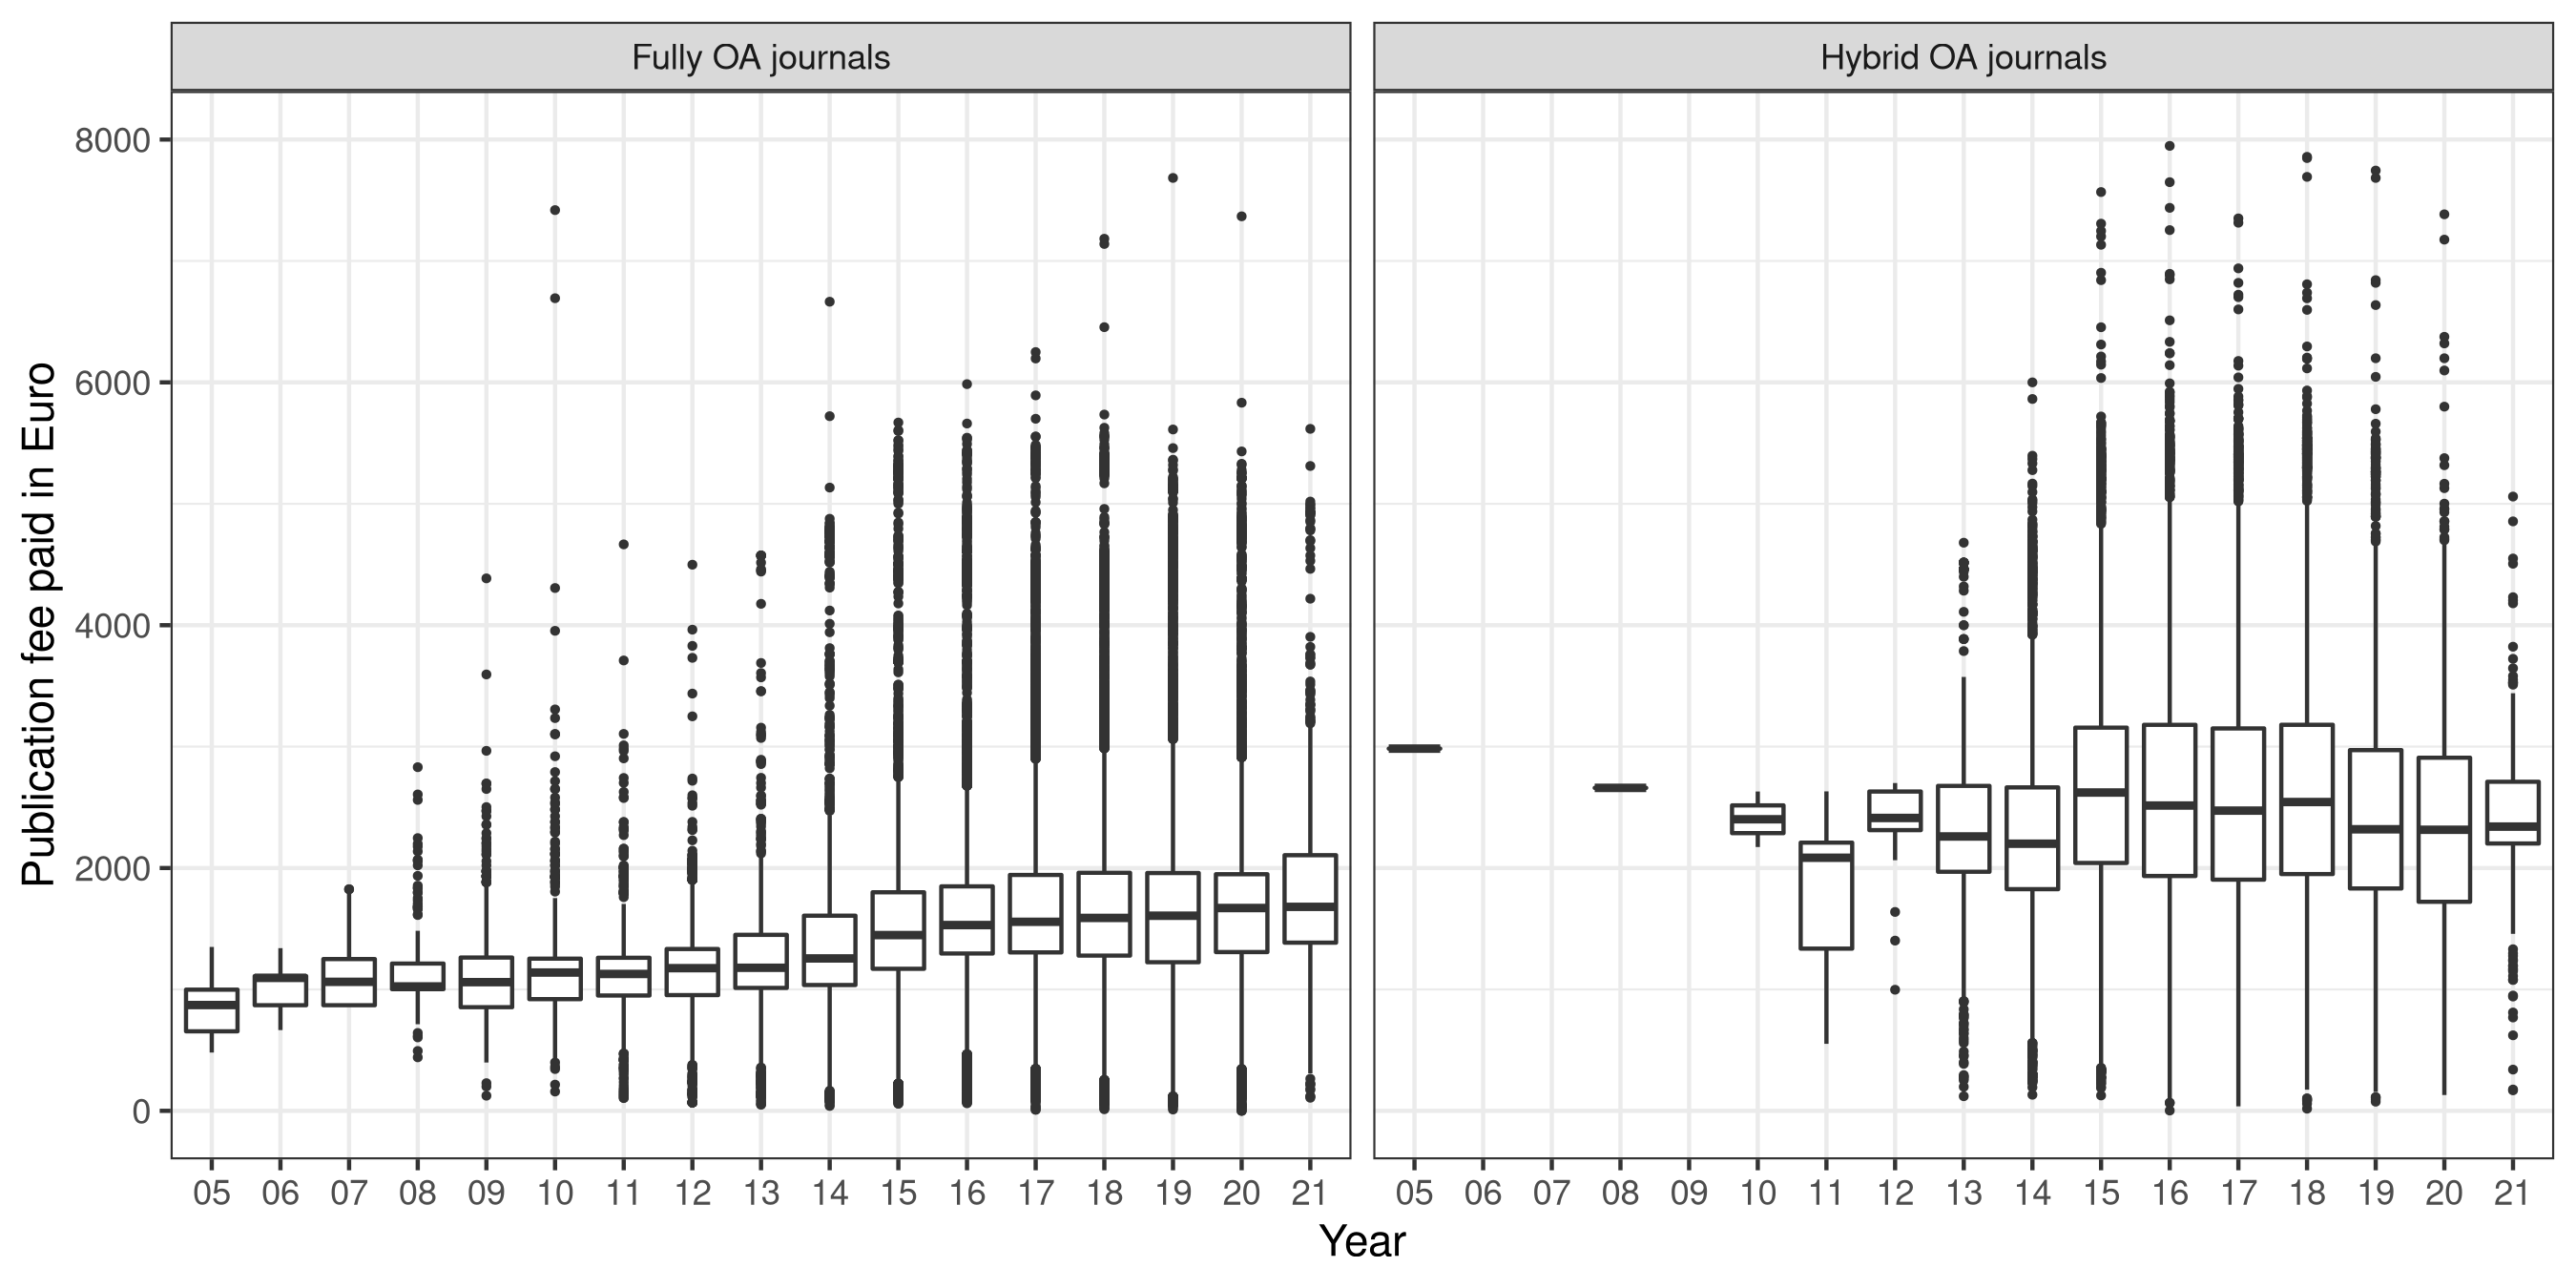 Fully OA journals
Hybrid OA journals
Publication fee paid in Euro
8000
6000
4000
2000
0
05 06 07 08 09 10 11 12 13 14 15 16 17 18 19 20 21
05 06 07 08 09 10 11 12 13 14 15 16 17 18 19 20 21
Year